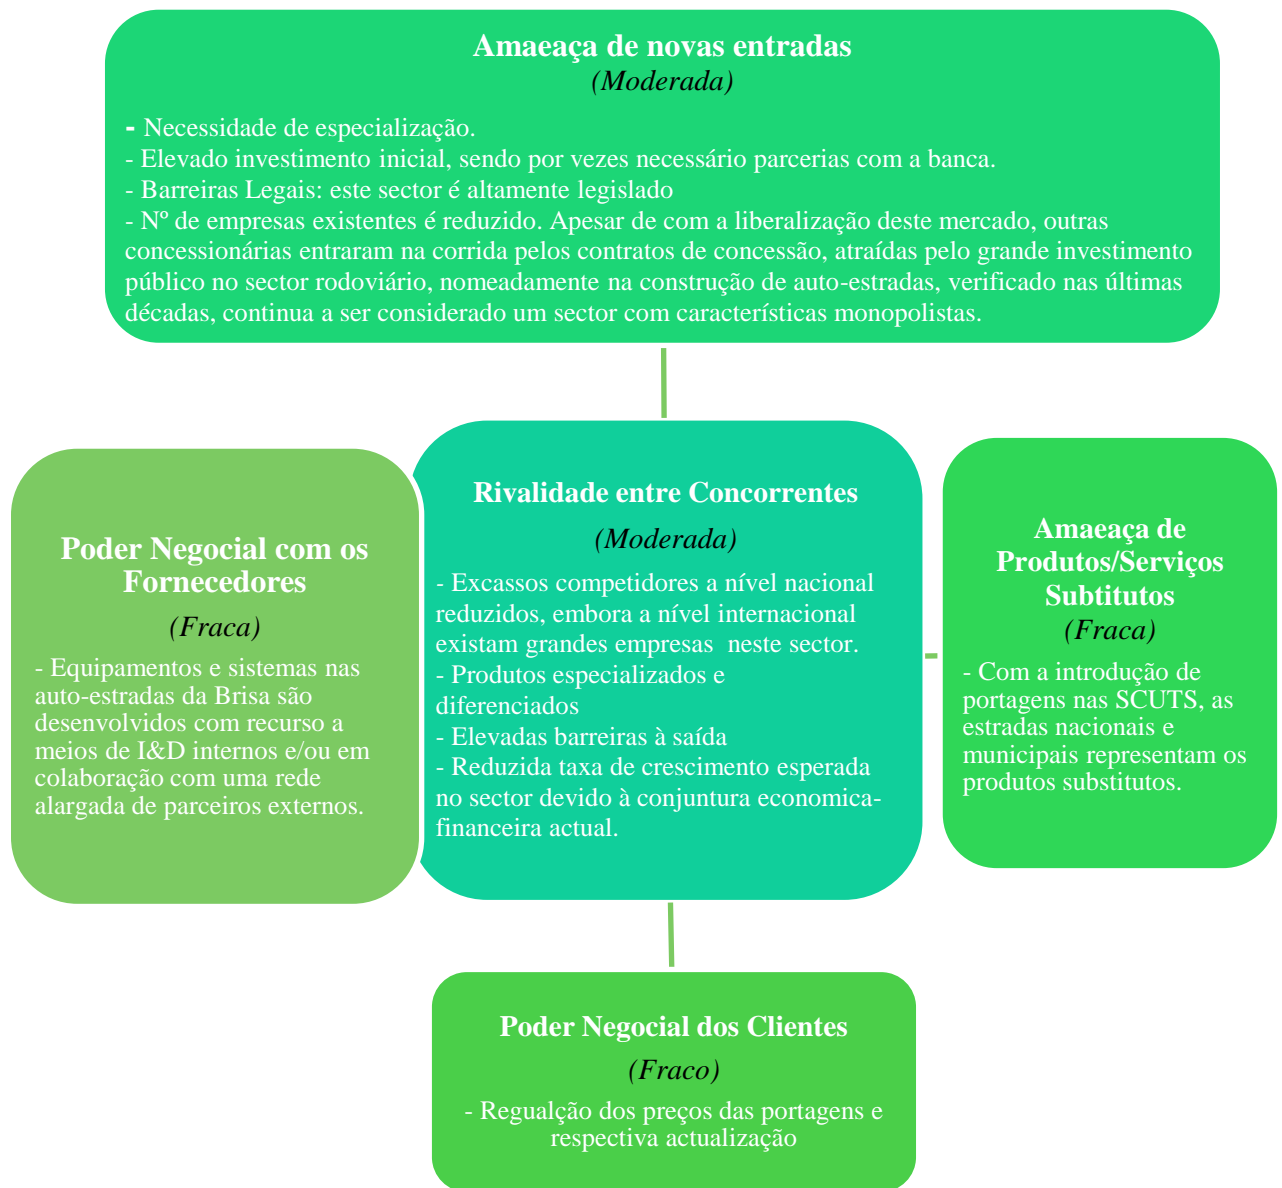 Amaeaça de novas entradas
(Moderada)
- Necessidade de especialização.
- Elevado investimento inicial, sendo por vezes necessário parcerias com a banca.
- Barreiras Legais: este sector é altamente legislado
- Nº de empresas existentes é reduzido. Apesar de com a liberalização deste mercado, outras
concessionárias entraram na corrida pelos contratos de concessão, atraídas pelo grande investimento
público no sector rodoviário, nomeadamente na construção de auto-estradas, verificado nas últimas
décadas, continua a ser considerado um sector com características monopolistas.
Poder Negocial com os
Fornecedores
(Fraca)
- Equipamentos e sistemas nas
auto-estradas da Brisa são
desenvolvidos com recurso a
meios de I&D internos e/ou em
colaboração com uma rede
alargada de parceiros externos.
Rivalidade entre Concorrentes
(Moderada)
- Excassos competidores a nível nacional
reduzidos, embora a nível internacional
existam grandes empresas  neste sector.
- Produtos especializados e
diferenciados
- Elevadas barreiras à saída
- Reduzida taxa de crescimento esperada
no sector devido à conjuntura economica-
financeira actual.
Amaeaça de
Produtos/Serviços
Subtitutos
(Fraca)
- Com a introdução de
portagens nas SCUTS, as
estradas nacionais e
municipais representam os
produtos substitutos.
Poder Negocial dos Clientes
(Fraco)
- Regualção dos preços das portagens e
respectiva actualização